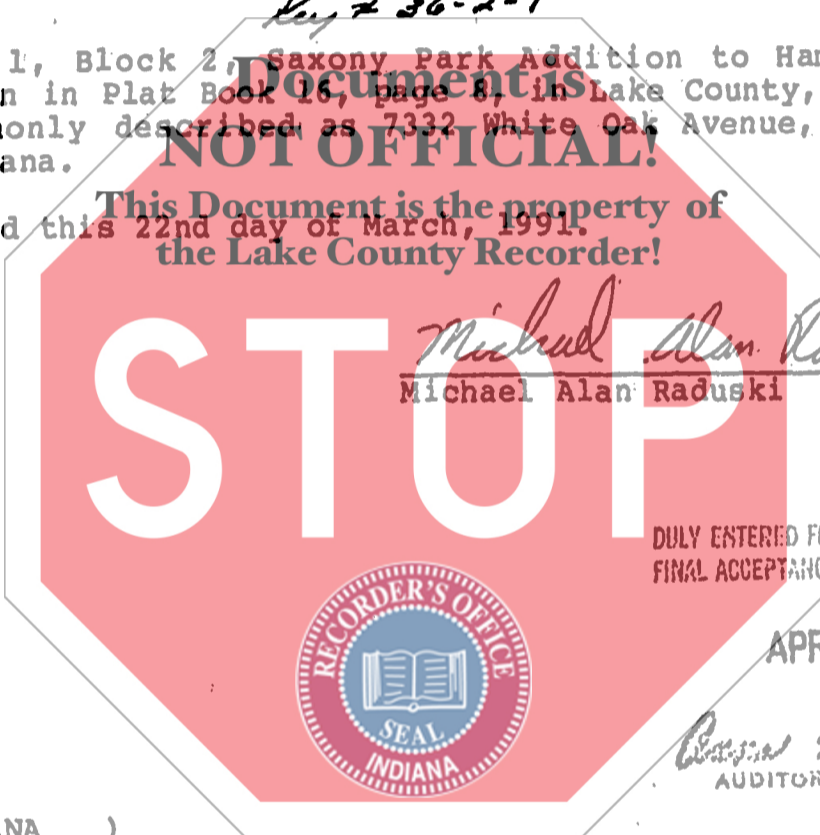 Key # 36-2-1
1, Block 2, Saxony Park Addition to Ham
n in Plat Book 16, page 8, in Lake County,
only described as 7332 White Oak Avenue,
ana.
d this 22nd day of March, 1991.
Document is
NOT OFFICIAL!
This Document is the property of
the Lake County Recorder!
STOP
Michael Alan Ra
Michael Alan Raduski
DULY ENTERED F
FINAL ACCEPTANC
APR
AUDITOR
RECORDER'S OFFICE
SEAL
INDIANA
NA )